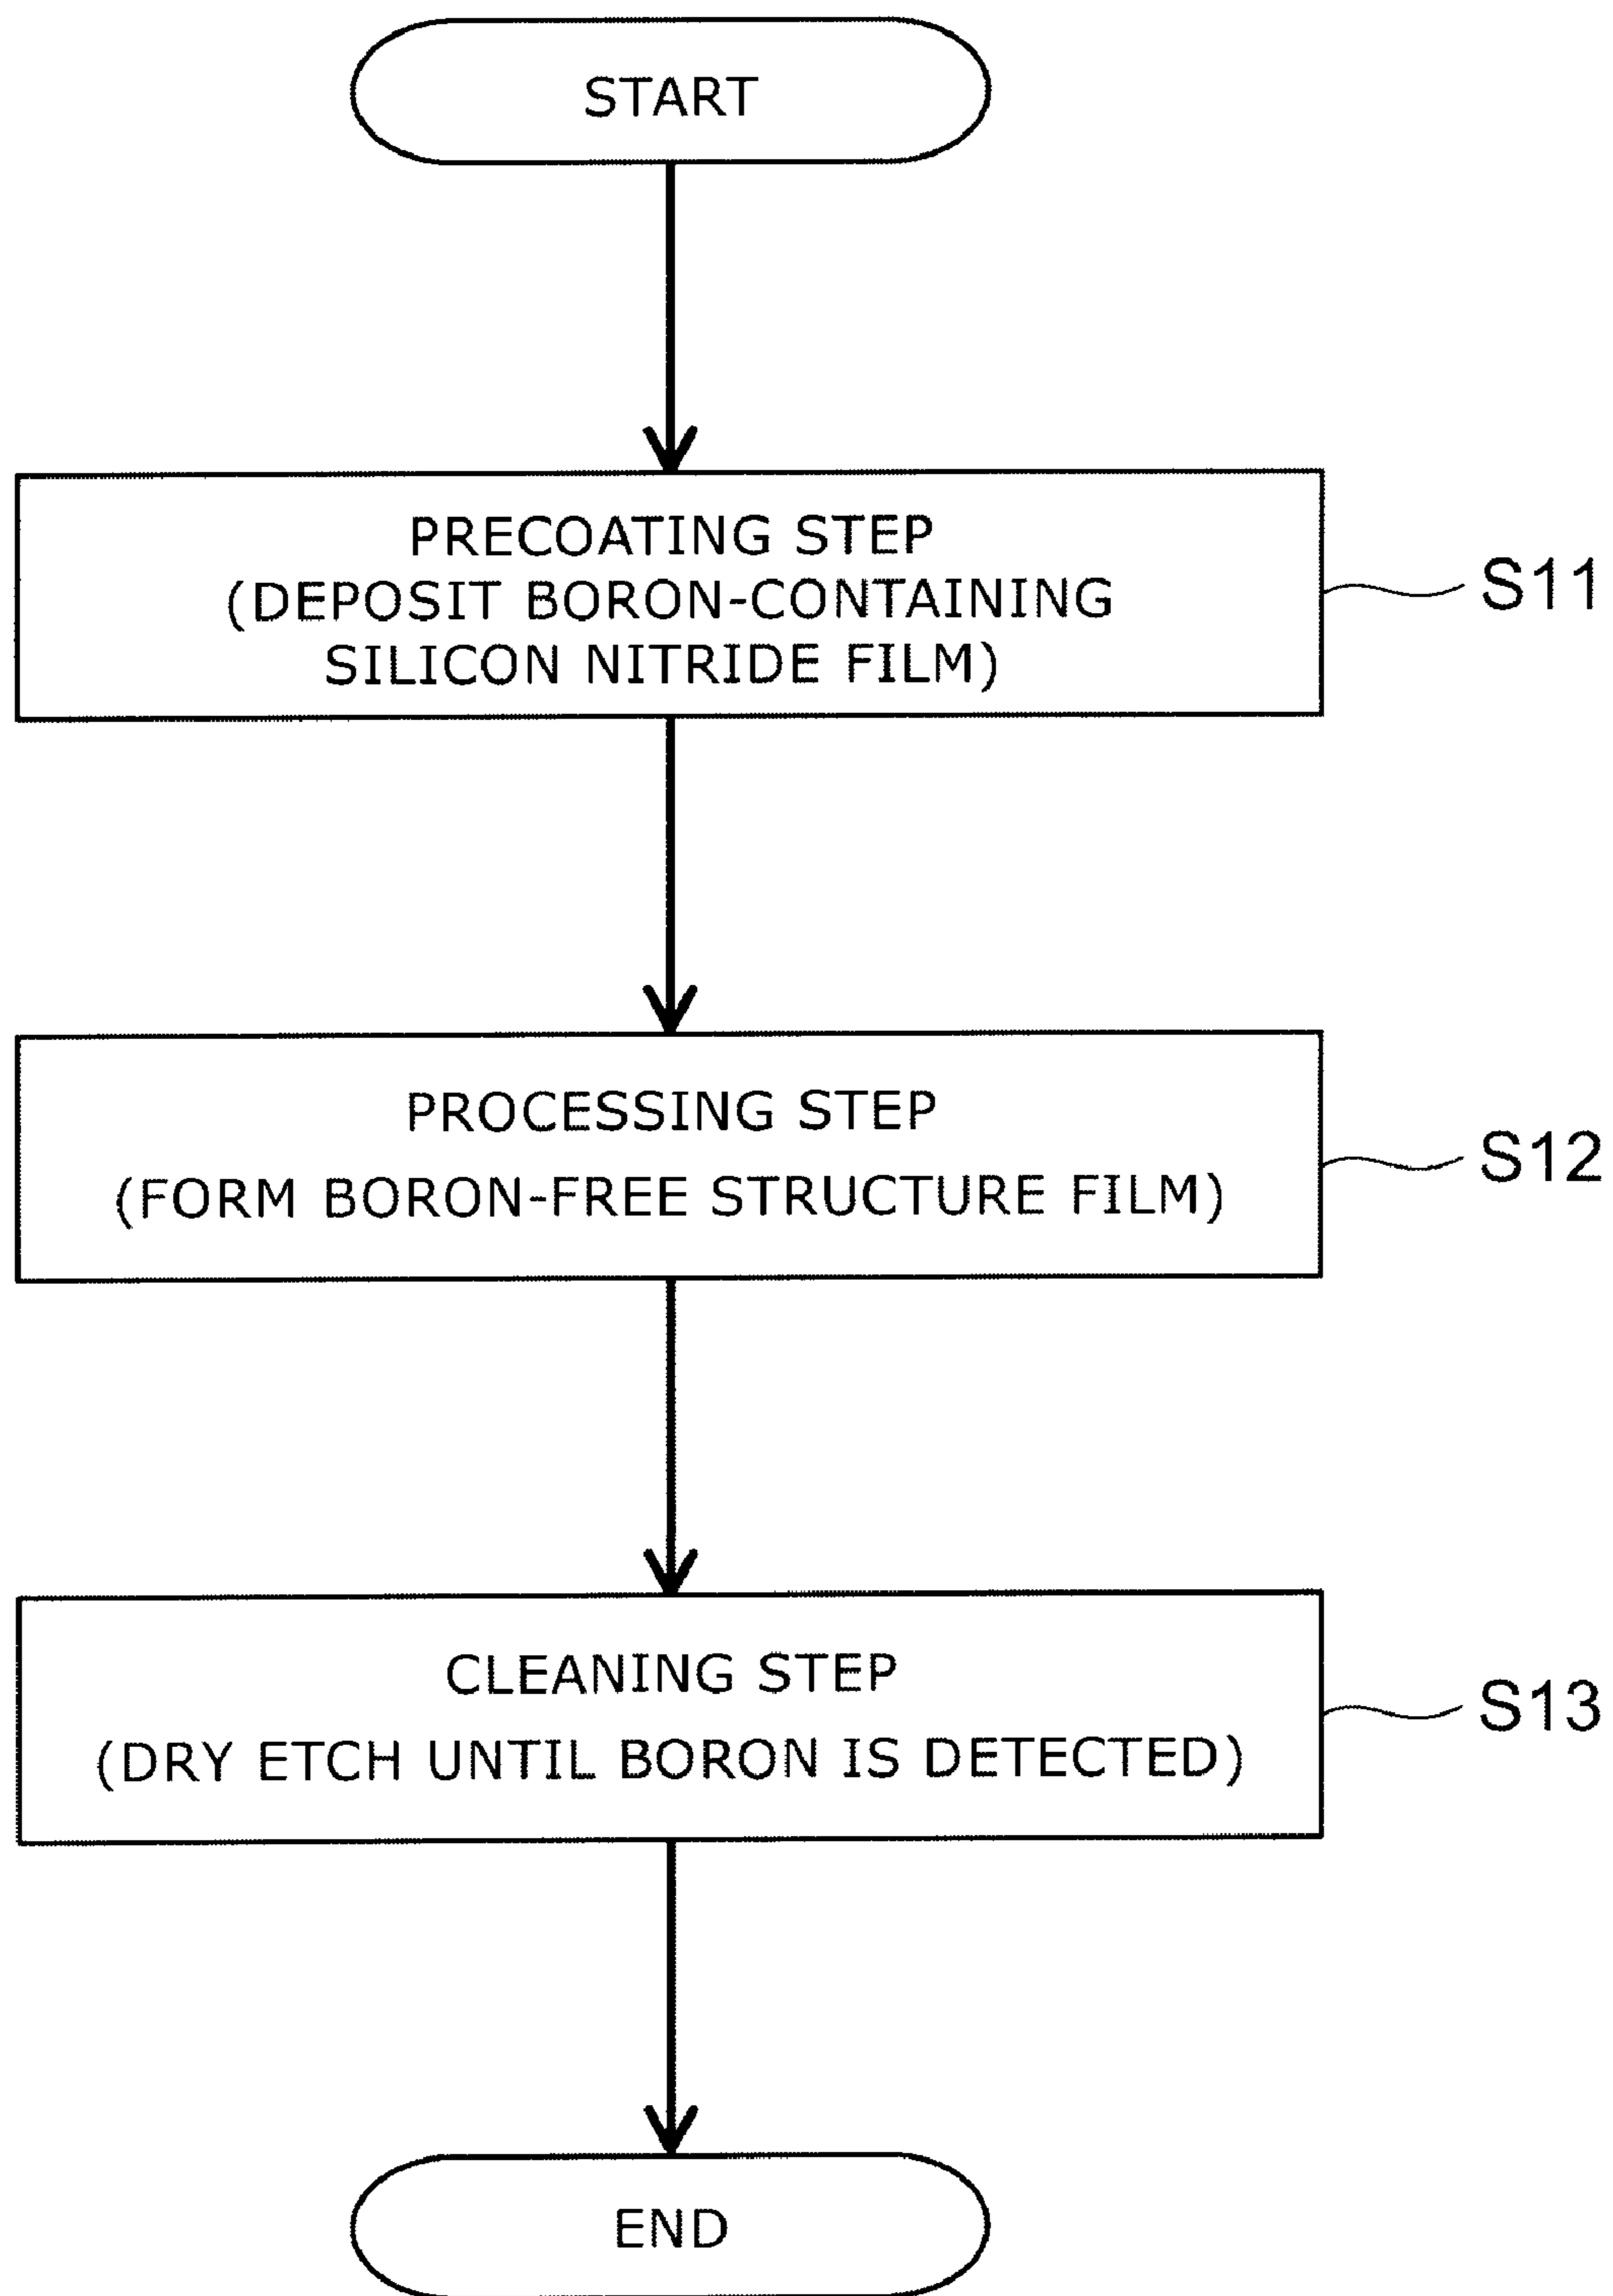 START
PRECOATING STEP
(DEPOSIT BORON-CONTAINING
SILICON NITRIDE FILM)
S11
PROCESSING STEP
(FORM BORON-FREE STRUCTURE FILM)
S12
CLEANING STEP
(DRY ETCH UNTIL BORON IS DETECTED)
S13
END